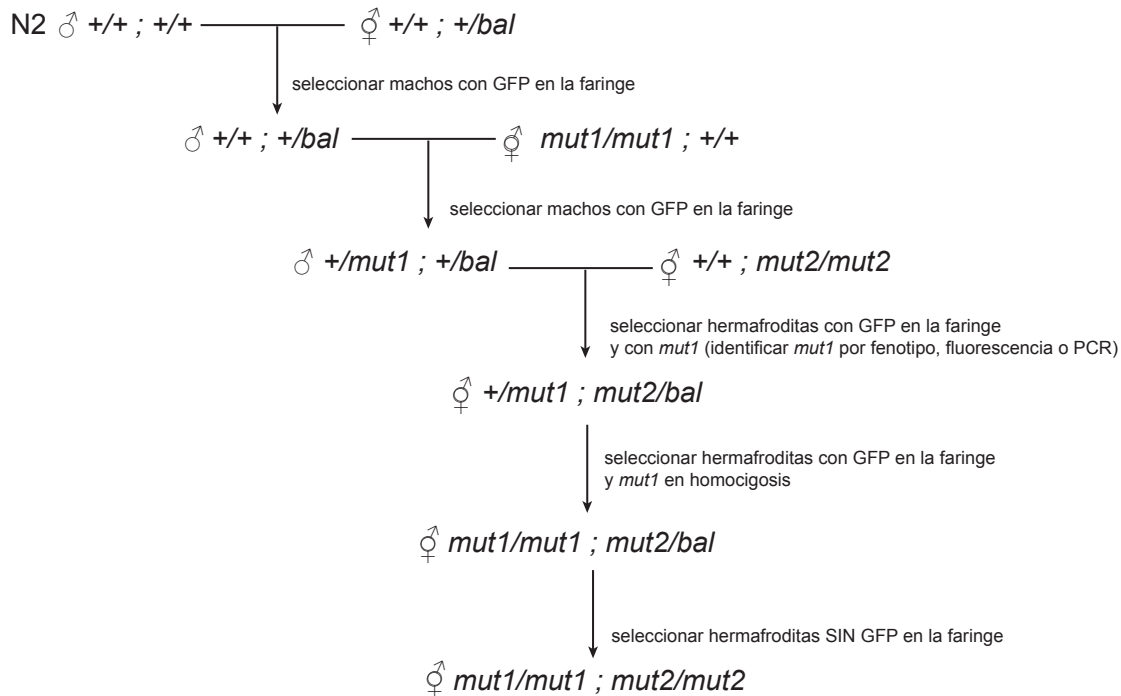 N2 ♂ +/+ ; +/+ ⚥ +/+ ; +/bal
seleccionar machos con GFP en la faringe
♂ +/+ ; +/bal ⚥ mut1/mut1 ; +/+
seleccionar machos con GFP en la faringe
♂ +/mut1 ; +/bal ⚥ +/+ ; mut2/mut2
seleccionar hermafroditas con GFP en la faringe
y con mut1 (identificar mut1 por fenotipo, fluorescencia o PCR)
⚥ +/mut1 ; mut2/bal
seleccionar hermafroditas con GFP en la faringe
y mut1 en homocigosis
⚥ mut1/mut1 ; mut2/bal
seleccionar hermafroditas SIN GFP en la faringe
⚥ mut1/mut1 ; mut2/mut2